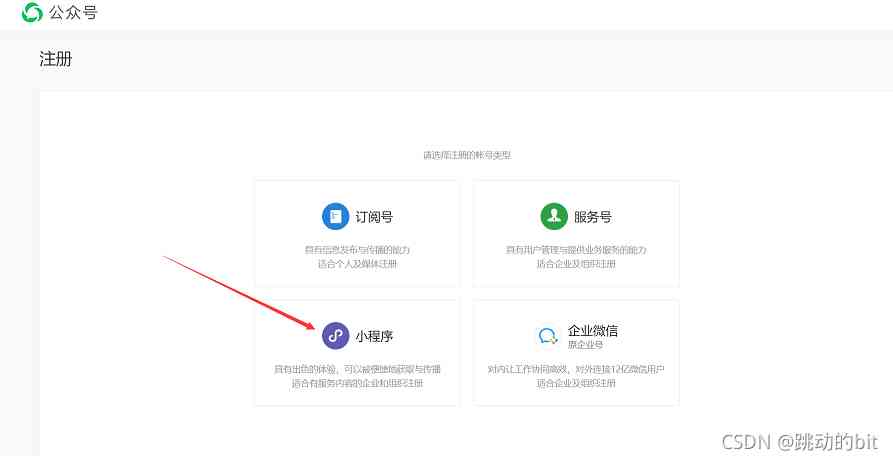 公众号
注册
请选择注册的帐号类型
订阅号
具有信息发布与传播的能力
适合个人及媒体注册
服务号
具有用户管理与提供业务服务的能力
适合企业及组织注册
小程序
具有出色的体验，可以被便捷地获取与传播
适合有服务内容的企业和组织注册
企业微信
原企业号
对内让工作协同高效，对外连接12亿微信用户
适合企业及组织注册
CSDN @跳动的bit